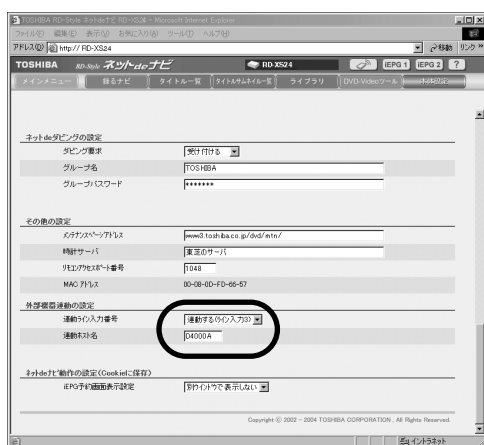 TOSHIBA RD-Style ネットdeナビ RD-XS24 - Microsoft Internet Explorer
ファイル(F) 編集(E) 表示(V) お気に入り(A) ツール(T) ヘルプ(H)
アドレス(D) http:// RD-XS24 移動 リンク »
TOSHIBA RD-Style ネットdeナビ RD-XS24 iEPG 1 iEPG 2 ?
メインメニュー 録るナビ タイトル一覧 タイトルサムネイル一覧 ライブラリ DVD-Videoツール 本体設定
ネットdeダビングの設定
ダビング要求 受け付ける
グループ名 TOSHIBA
グループパスワード *******
その他の設定
メンテナンスページアドレス www3.toshiba.co.jp/dvd/mtn/
時計サーバ 東芝のサーバ
リモコンアクセスポート番号 1048
MAC アドレス 00-08-0D-FD-66-57
外部機器連動の設定
連動ライン入力番号 連動する(ライン入力3)
連動ホスト名 D4000A
ネットdeナビ動作の設定(Cookieに保存)
iEPG予約画面表示設定 別ウインドウで表示しない
Copyright © 2002 - 2004 TOSHIBA CORPORATION, All Rights Reserved.
イントラネット